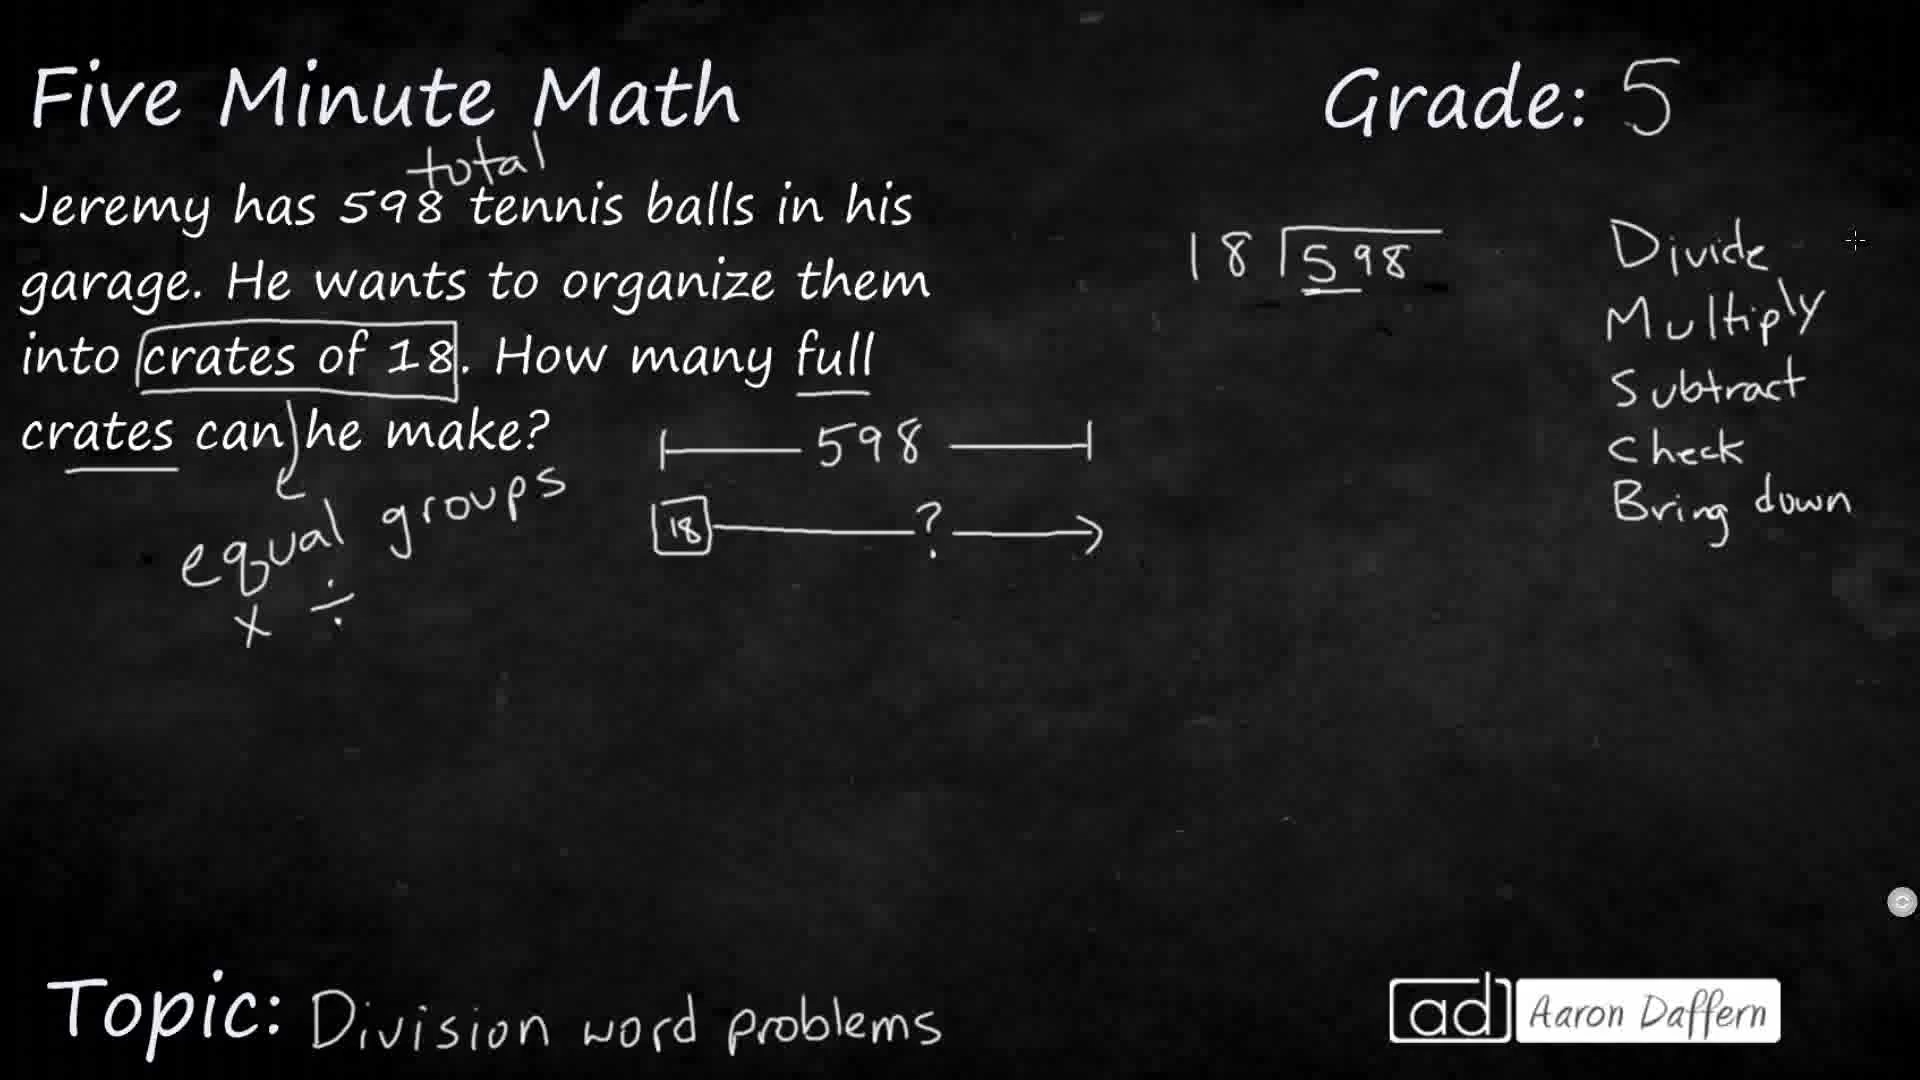 Five Minute Math
Grade: 5
total
Jeremy has 598 tennis balls in his
garage. He wants to organize them
into crates of 18. How many full
crates can he make?
equal groups
x ÷
598
18 ?
18 598
Divide
Multiply
Subtract
Check
Bring down
Topic: Division word problems
ad Aaron Daffern